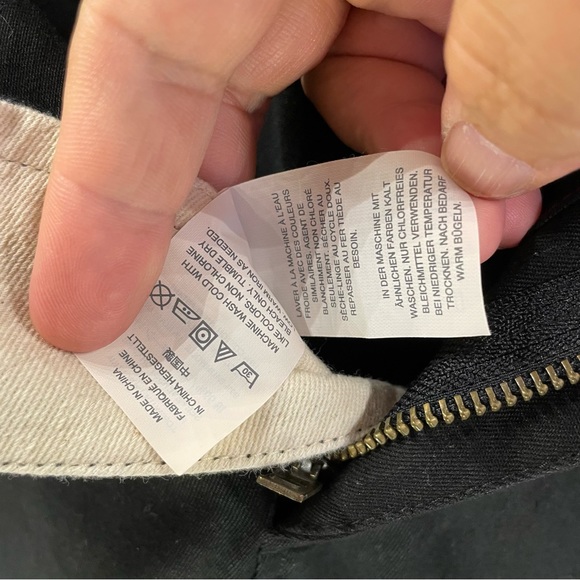 MACHINE WASH COLD WITH
LIKE COLORS. NON CHLORINE
BLEACH ONLY. TUMBLE DRY
WARM IRON AS NEEDED.
30
MADE IN CHINA
FABRIQUÉ EN CHINE
IN CHINA HERGESTELLT
中国製
LAVER À LA MACHINE À L'EAU
FROIDE AVEC DES COULEURS
SIMILAIRES. AGENT DE
BLANCHIMENT NON CHLORÉ
SEULEMENT. SÉCHER AU
SÈCHE-LINGE AU CYCLE DOUX.
REPASSER AU FER TIÈDE AU
BESOIN.
IN DER MASCHINE MIT
ÄHNLICHEN FARBEN KALT
WASCHEN. NUR CHLORFREIES
BLEICHMITTEL VERWENDEN.
BEI NIEDRIGER TEMPERATUR
TROCKNEN. NACH BEDARF
WARM BÜGELN.